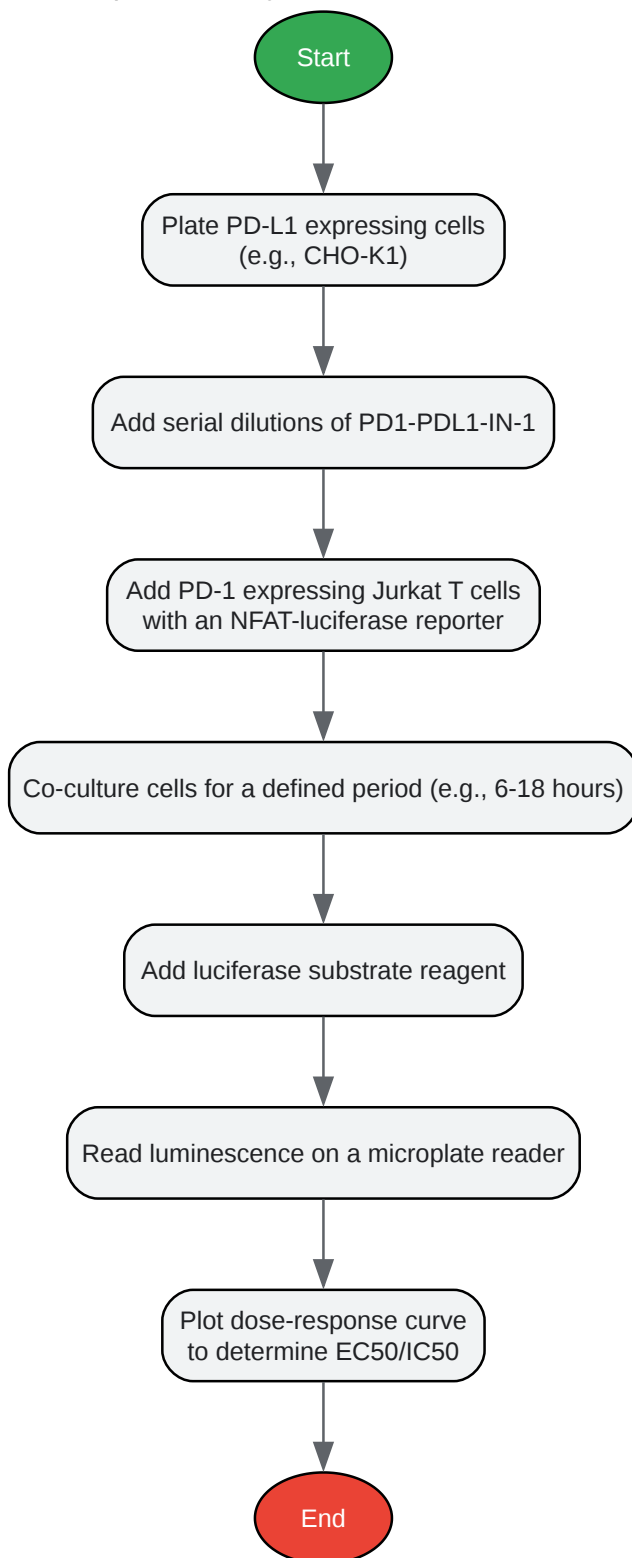 Start
Plate PD-L1 expressing cells
(e.g., CHO-K1)
Add serial dilutions of PD1-PDL1-IN-1
Add PD-1 expressing Jurkat T cells
with an NFAT-luciferase reporter
Co-culture cells for a defined period (e.g., 6-18 hours)
Add luciferase substrate reagent
Read luminescence on a microplate reader
Plot dose-response curve
to determine EC50/IC50
End